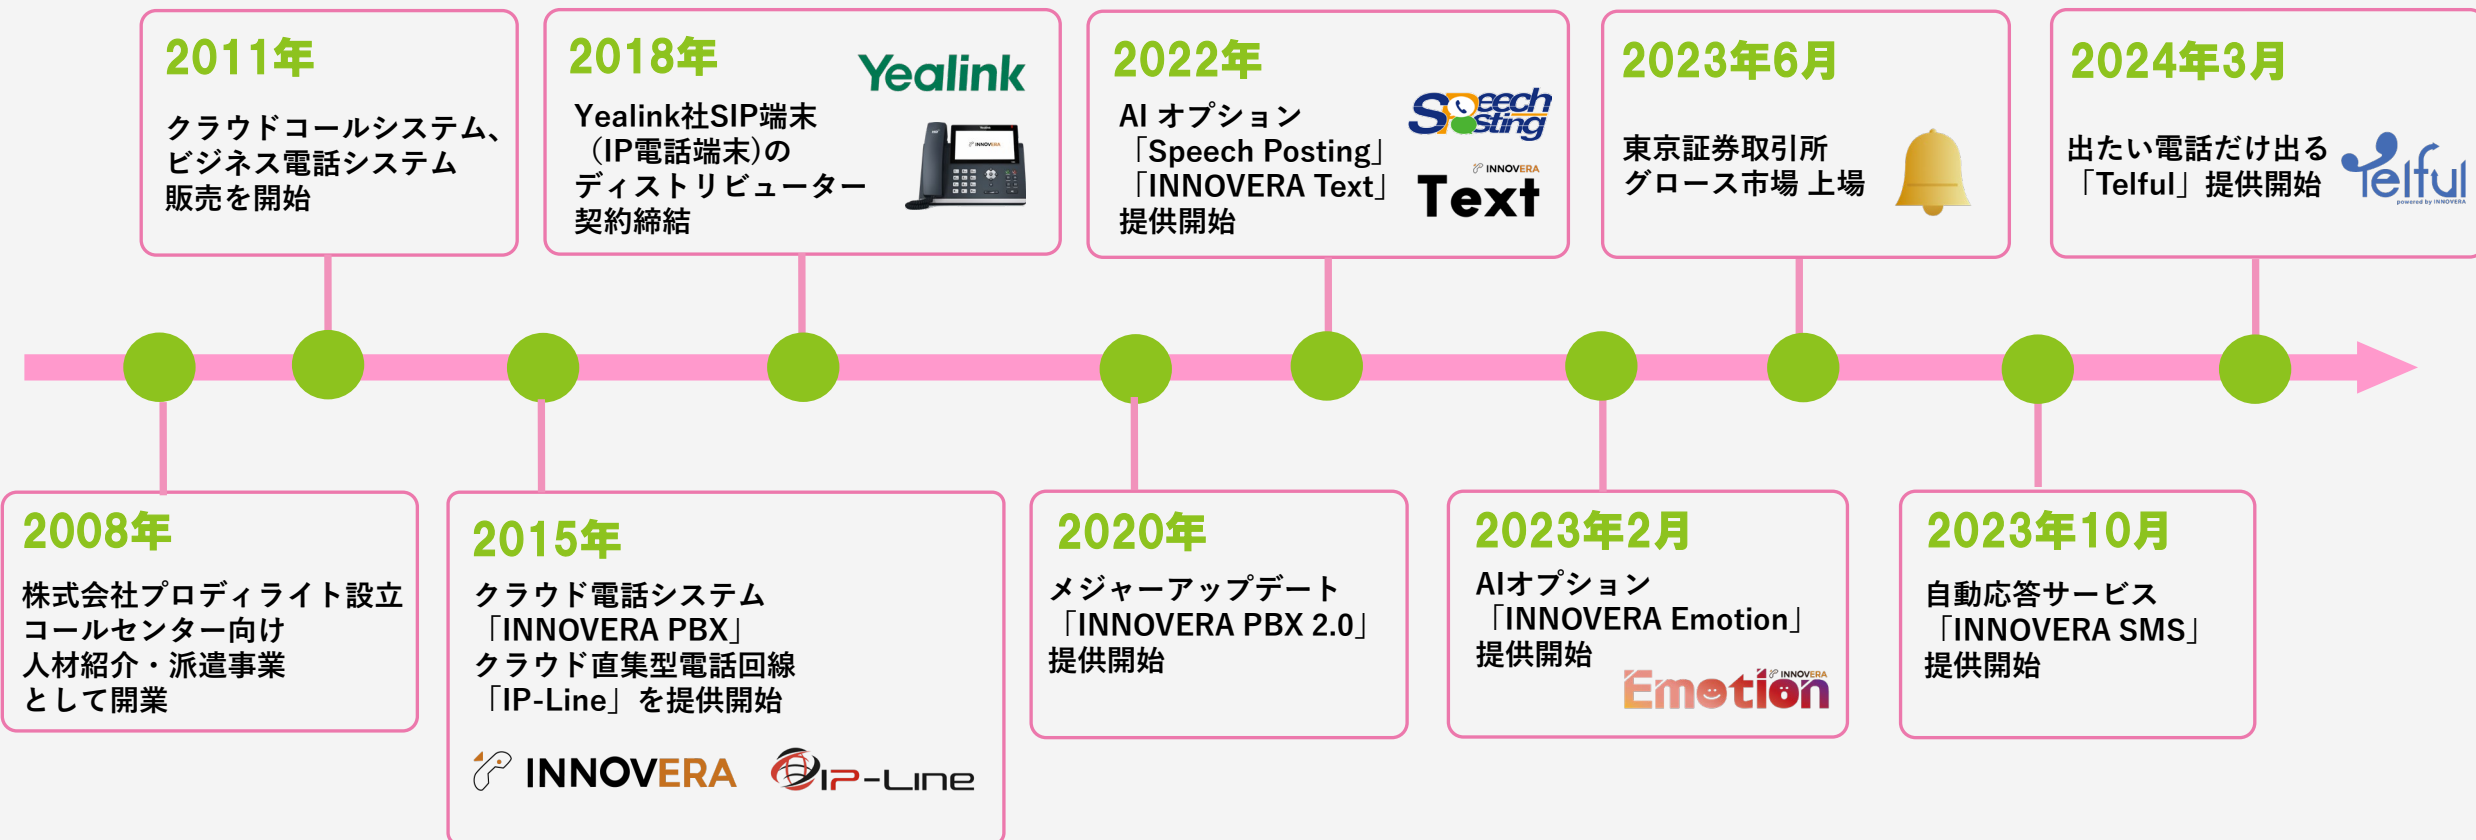 2011年
クラウドコールシステム、
ビジネス電話システム
販売を開始
2018年
Yealink
Yealink社SIP端末
（IP電話端末)の
ディストリビューター
契約締結
INNOVERA
2022年
AI オプション
「Speech Posting」
「INNOVERA Text」
提供開始
Speech
Posting
INNOVERA
Text
2023年6月
東京証券取引所
グロース市場 上場
2024年3月
出たい電話だけ出る
「Telful」提供開始
Telful
powered by INNOVERA
2008年
株式会社プロディライト設立
コールセンター向け
人材紹介・派遣事業
として開業
2015年
クラウド電話システム
「INNOVERA PBX」
クラウド直集型電話回線
「IP-Line」を提供開始
INNOVERA
IP-Line
2020年
メジャーアップデート
「INNOVERA PBX 2.0」
提供開始
2023年2月
AIオプション
「INNOVERA Emotion」
提供開始
INNOVERA
Emotion
2023年10月
自動応答サービス
「INNOVERA SMS」
提供開始